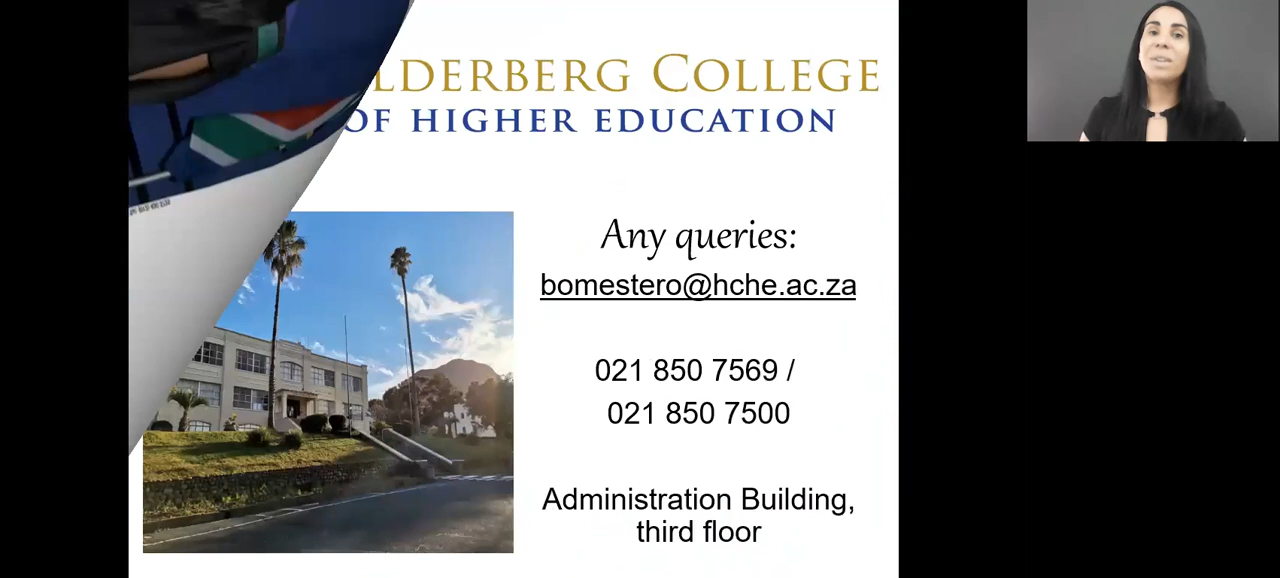 LDERBERG COLLEGE
OF HIGHER EDUCATION
Any queries:
bomestero@hche.ac.za
021 850 7569 /
021 850 7500
Administration Building,
third floor